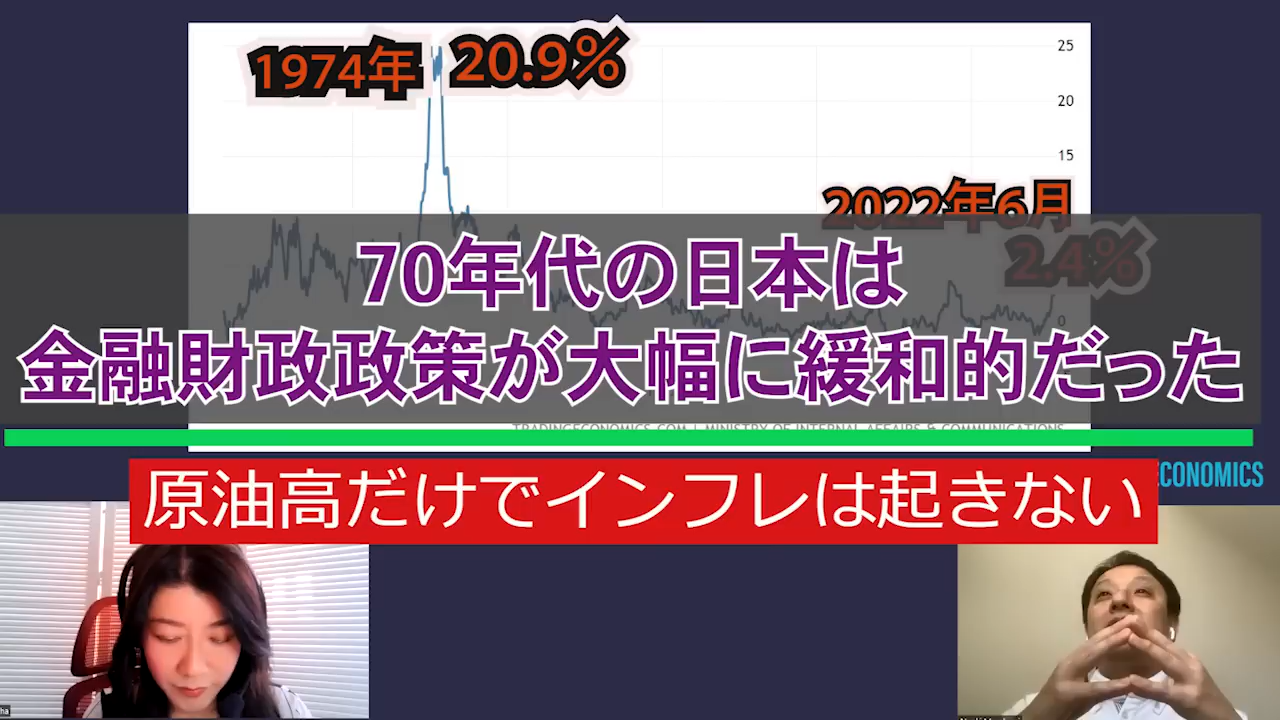 1974年 20.9%
25
20
15
2022年6月
2.4%
0
70年代の日本は
金融財政政策が大幅に緩和的だった
TRADINGECONOMICS.COM | MINISTRY OF INTERNAL AFFAIRS & COMMUNICATIONS
ECONOMICS
原油高だけでインフレは起きない